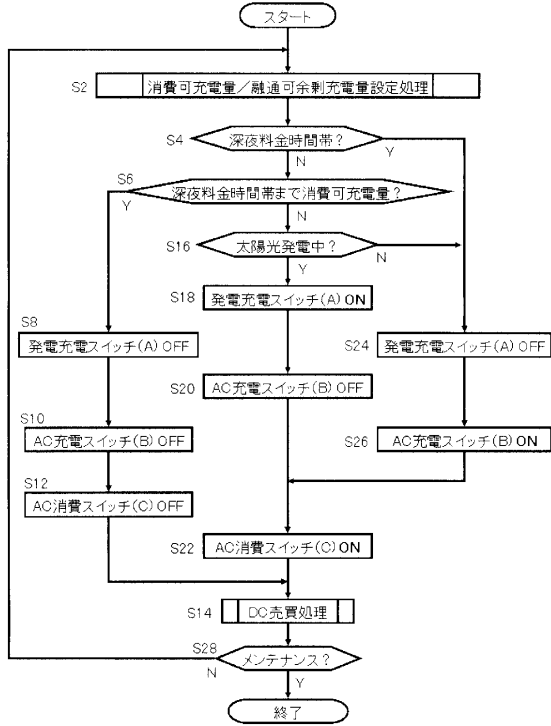 スタート
S2
消費可充電量／融通可余剰充電量設定処理
S4
深夜料金時間帯？
Y
N
S6
深夜料金時間帯まで消費可充電量？
Y
N
S16
太陽光発電中？
N
Y
S18
発電充電スイッチ(A) ON
S8
発電充電スイッチ(A) OFF
S24
発電充電スイッチ(A) OFF
S20
AC充電スイッチ(B) OFF
S10
AC充電スイッチ(B) OFF
S26
AC充電スイッチ(B) ON
S12
AC消費スイッチ(C) OFF
S22
AC消費スイッチ(C) ON
S14
DC売買処理
S28
メンテナンス？
N
Y
終了